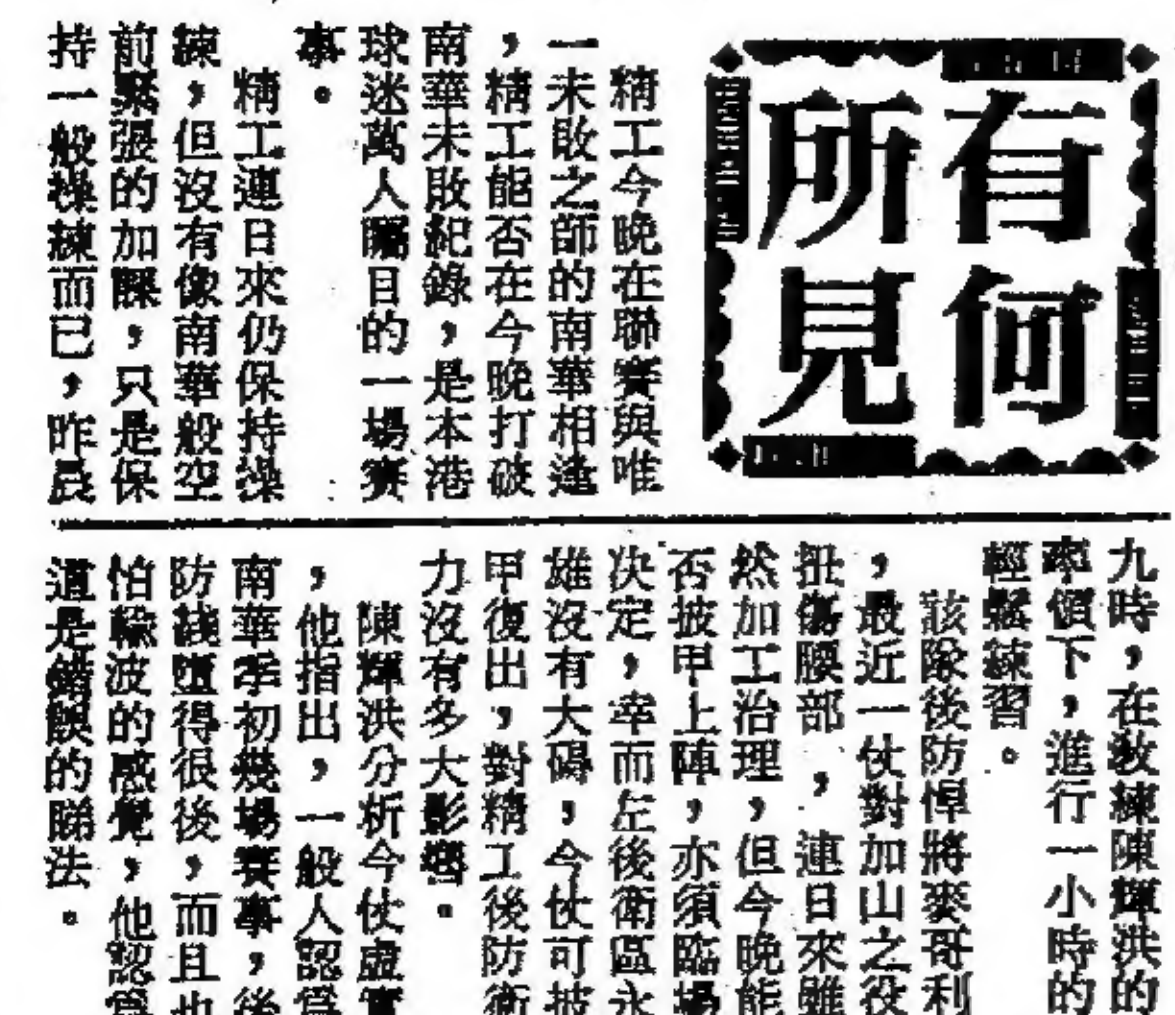 有何
所見
精工今晚在聯賽與唯
一未敗之師的南華相逢
，精工能否在今晚打破
南華未敗紀錄，是本港
球迷萬人矚目的一場賽
事。
精工連日來仍保持操
練，但沒有像南華般空
前緊張的加課，只是保
持一般操練而已，昨晨
九時，在教練陳輝洪的
率領下，進行一小時的
輕鬆練習。
該隊後防悍將麥哥利
，最近一仗對加山之役
扭傷腰部，連日來雖
然加工治理，但今晚能
否披甲上陣，亦須臨場
決定，幸而左後衛區永
雄沒有大礙，今仗可披
甲復出，對精工後防衛
力沒有多大影響。
陳輝洪分析今仗虛實
，他指出，一般人認為
南華季初幾場賽事，後
防錢墮得很後，而且也
怕輸波的感覺，他認為
這是錯誤的睇法。